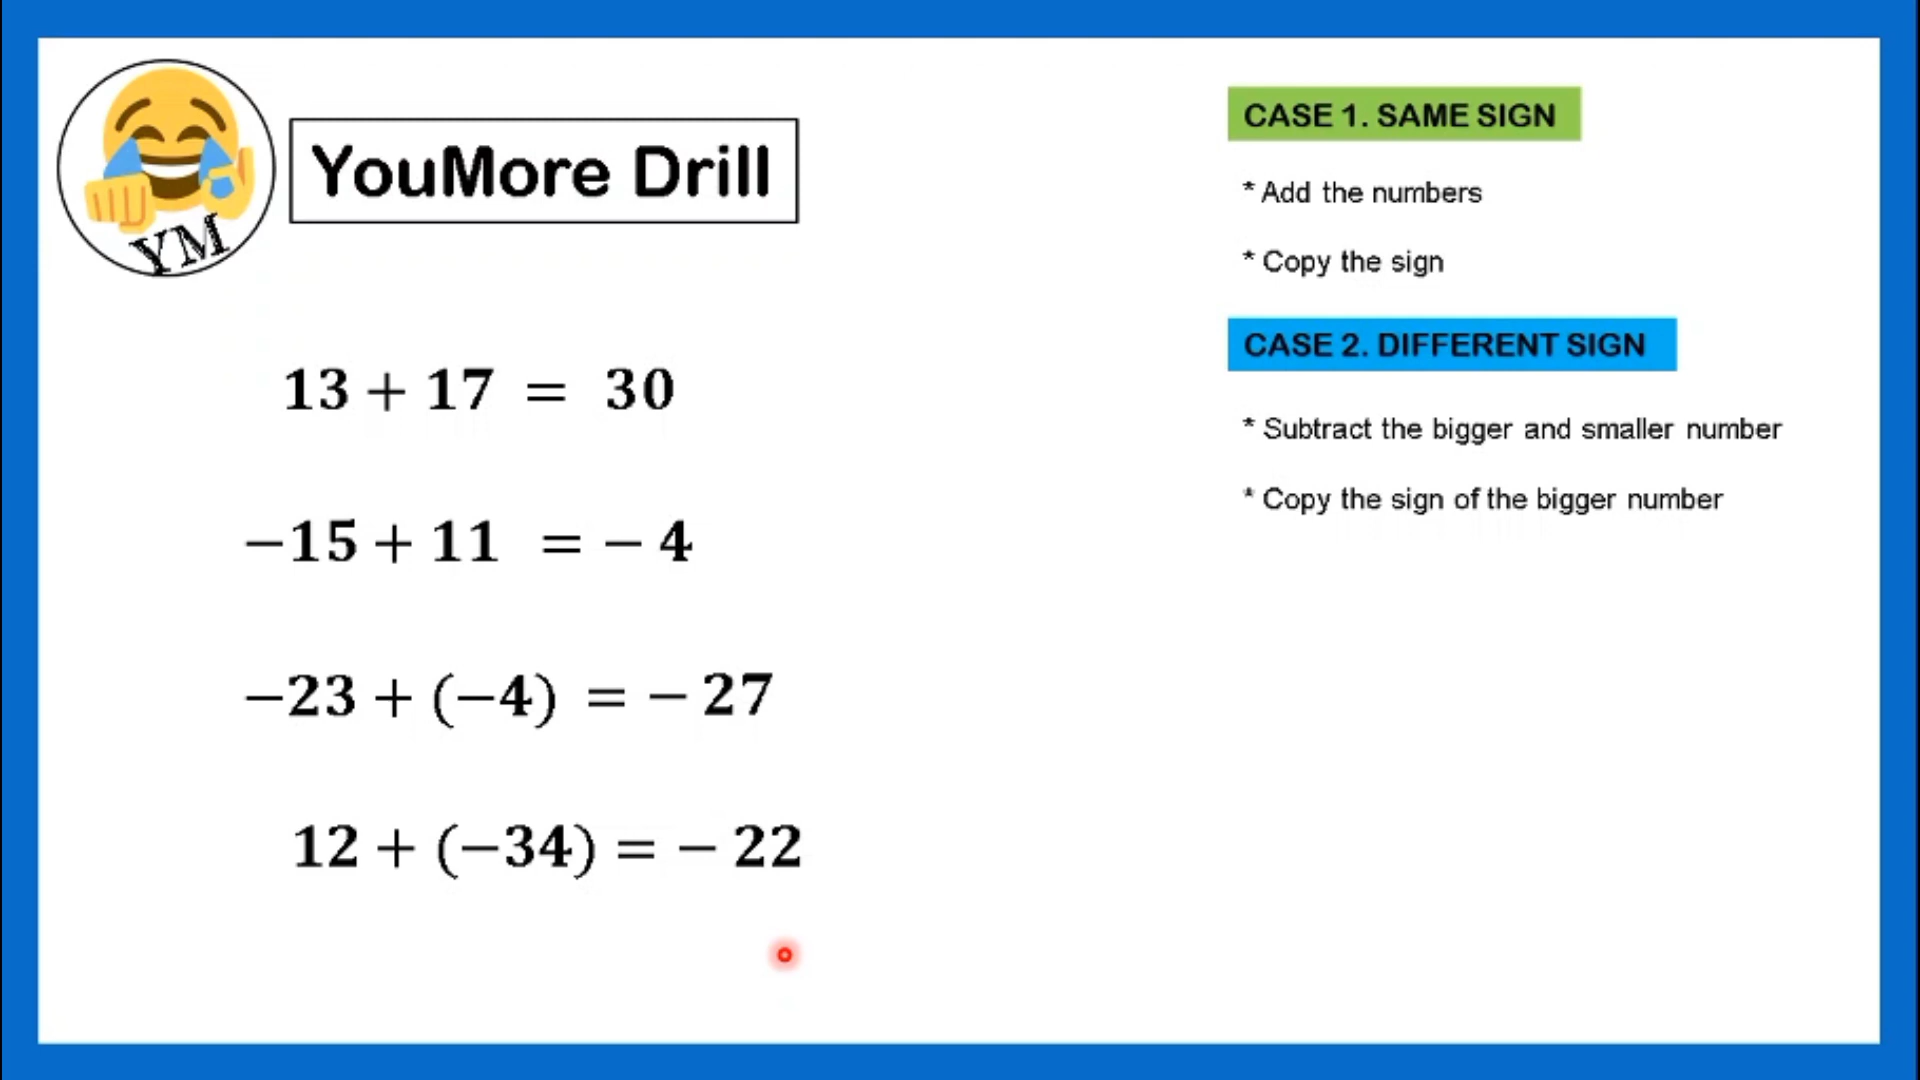 YM
YouMore Drill
13 + 17 = 30
−15 + 11 = − 4
−23 + (−4) = − 27
12 + (−34) = − 22
CASE 1. SAME SIGN
* Add the numbers
* Copy the sign
CASE 2. DIFFERENT SIGN
* Subtract the bigger and smaller number
* Copy the sign of the bigger number